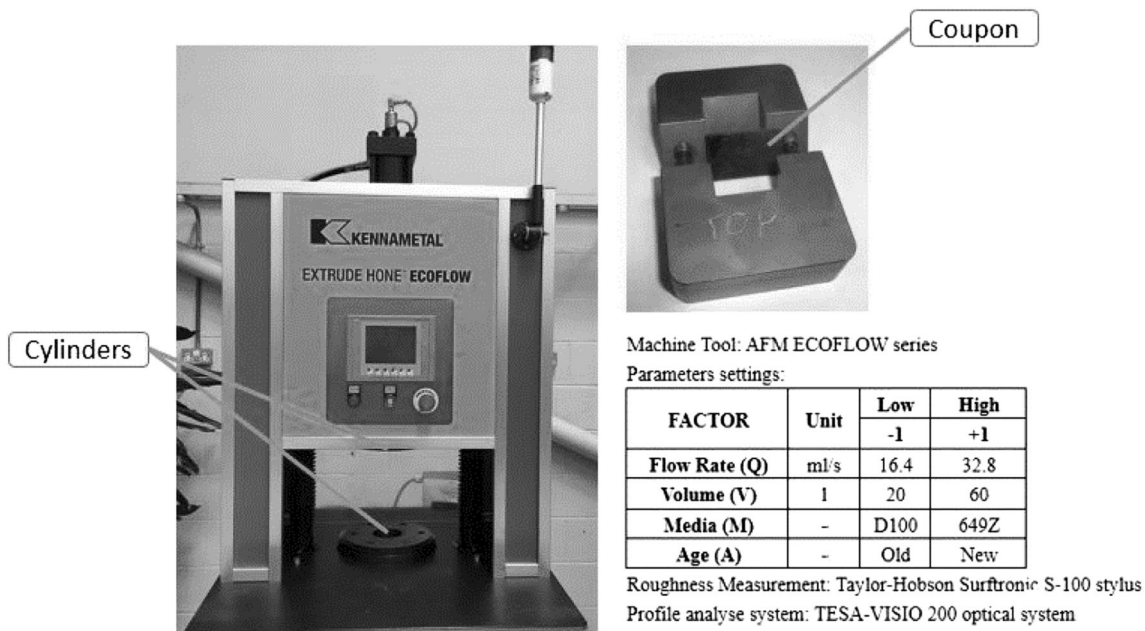 Coupon
KENNAMETAL
EXTRUDE HONE ECOFLOW
TOP
Cylinders
Machine Tool: AFM ECOFLOW series
Parameters settings:
FACTOR Unit Low High
-1 +1
Flow Rate (Q) ml/s 16.4 32.8
Volume (V) l 20 60
Media (M) - D100 649Z
Age (A) - Old New
Roughness Measurement: Taylor-Hobson Surftronic S-100 stylus
Profile analyse system: TESA-VISIO 200 optical system